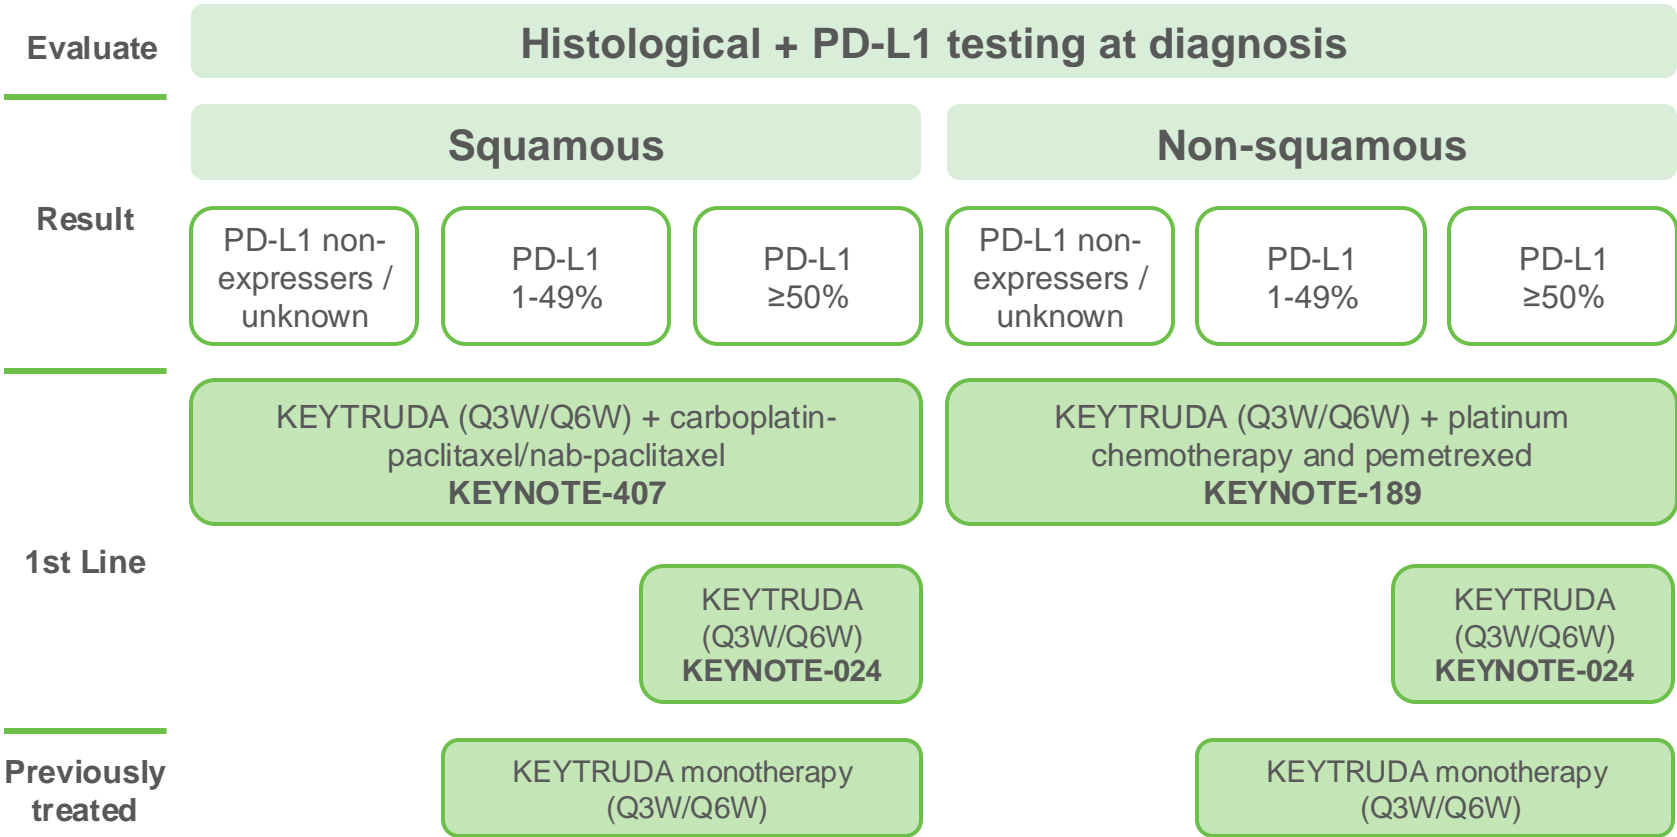 Evaluate
Histological + PD-L1 testing at diagnosis
Squamous
Non-squamous
Result
PD-L1 non-
expressers /
unknown
PD-L1
1-49%
PD-L1
≥50%
PD-L1 non-
expressers /
unknown
PD-L1
1-49%
PD-L1
≥50%
1st Line
KEYTRUDA (Q3W/Q6W) + carboplatin-
paclitaxel/nab-paclitaxel
KEYNOTE-407
KEYTRUDA (Q3W/Q6W) + platinum
chemotherapy and pemetrexed
KEYNOTE-189
KEYTRUDA
(Q3W/Q6W)
KEYNOTE-024
KEYTRUDA
(Q3W/Q6W)
KEYNOTE-024
Previously
treated
KEYTRUDA monotherapy
(Q3W/Q6W)
KEYTRUDA monotherapy
(Q3W/Q6W)